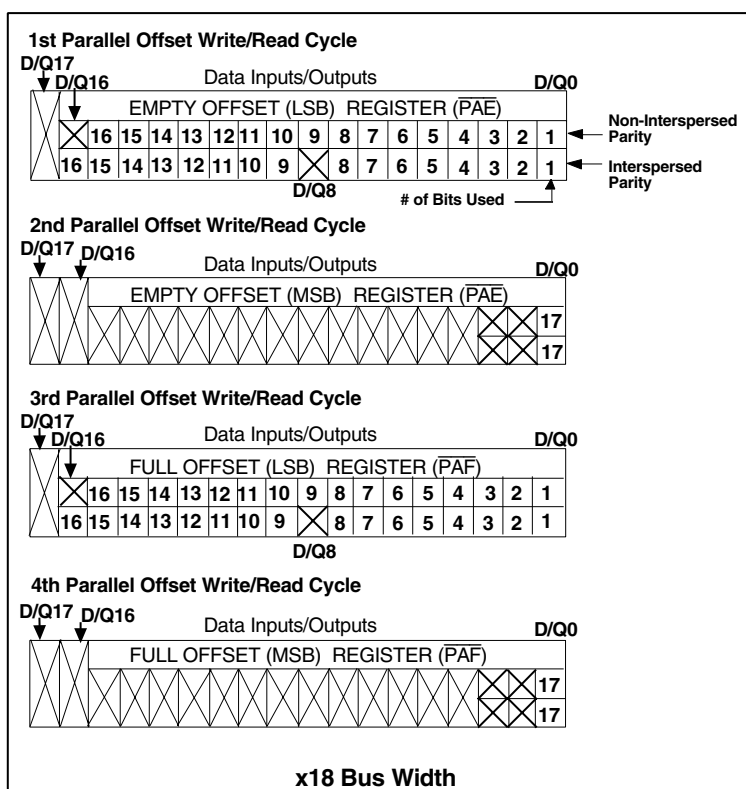 1st Parallel Offset Write/Read Cycle
D/Q17
D/Q16
Data Inputs/Outputs
D/Q0
EMPTY OFFSET (LSB) REGISTER (PAE)
16 15 14 13 12 11 10 9 8 7 6 5 4 3 2 1
Non-Interspersed
Parity
16 15 14 13 12 11 10 9 8 7 6 5 4 3 2 1
Interspersed
Parity
D/Q8
# of Bits Used
2nd Parallel Offset Write/Read Cycle
D/Q17
D/Q16
Data Inputs/Outputs
D/Q0
EMPTY OFFSET (MSB) REGISTER (PAE)
17
17
3rd Parallel Offset Write/Read Cycle
D/Q17
D/Q16
Data Inputs/Outputs
D/Q0
FULL OFFSET (LSB) REGISTER (PAF)
16 15 14 13 12 11 10 9 8 7 6 5 4 3 2 1
16 15 14 13 12 11 10 9 8 7 6 5 4 3 2 1
D/Q8
4th Parallel Offset Write/Read Cycle
D/Q17
D/Q16
Data Inputs/Outputs
D/Q0
FULL OFFSET (MSB) REGISTER (PAF)
17
17
x18 Bus Width